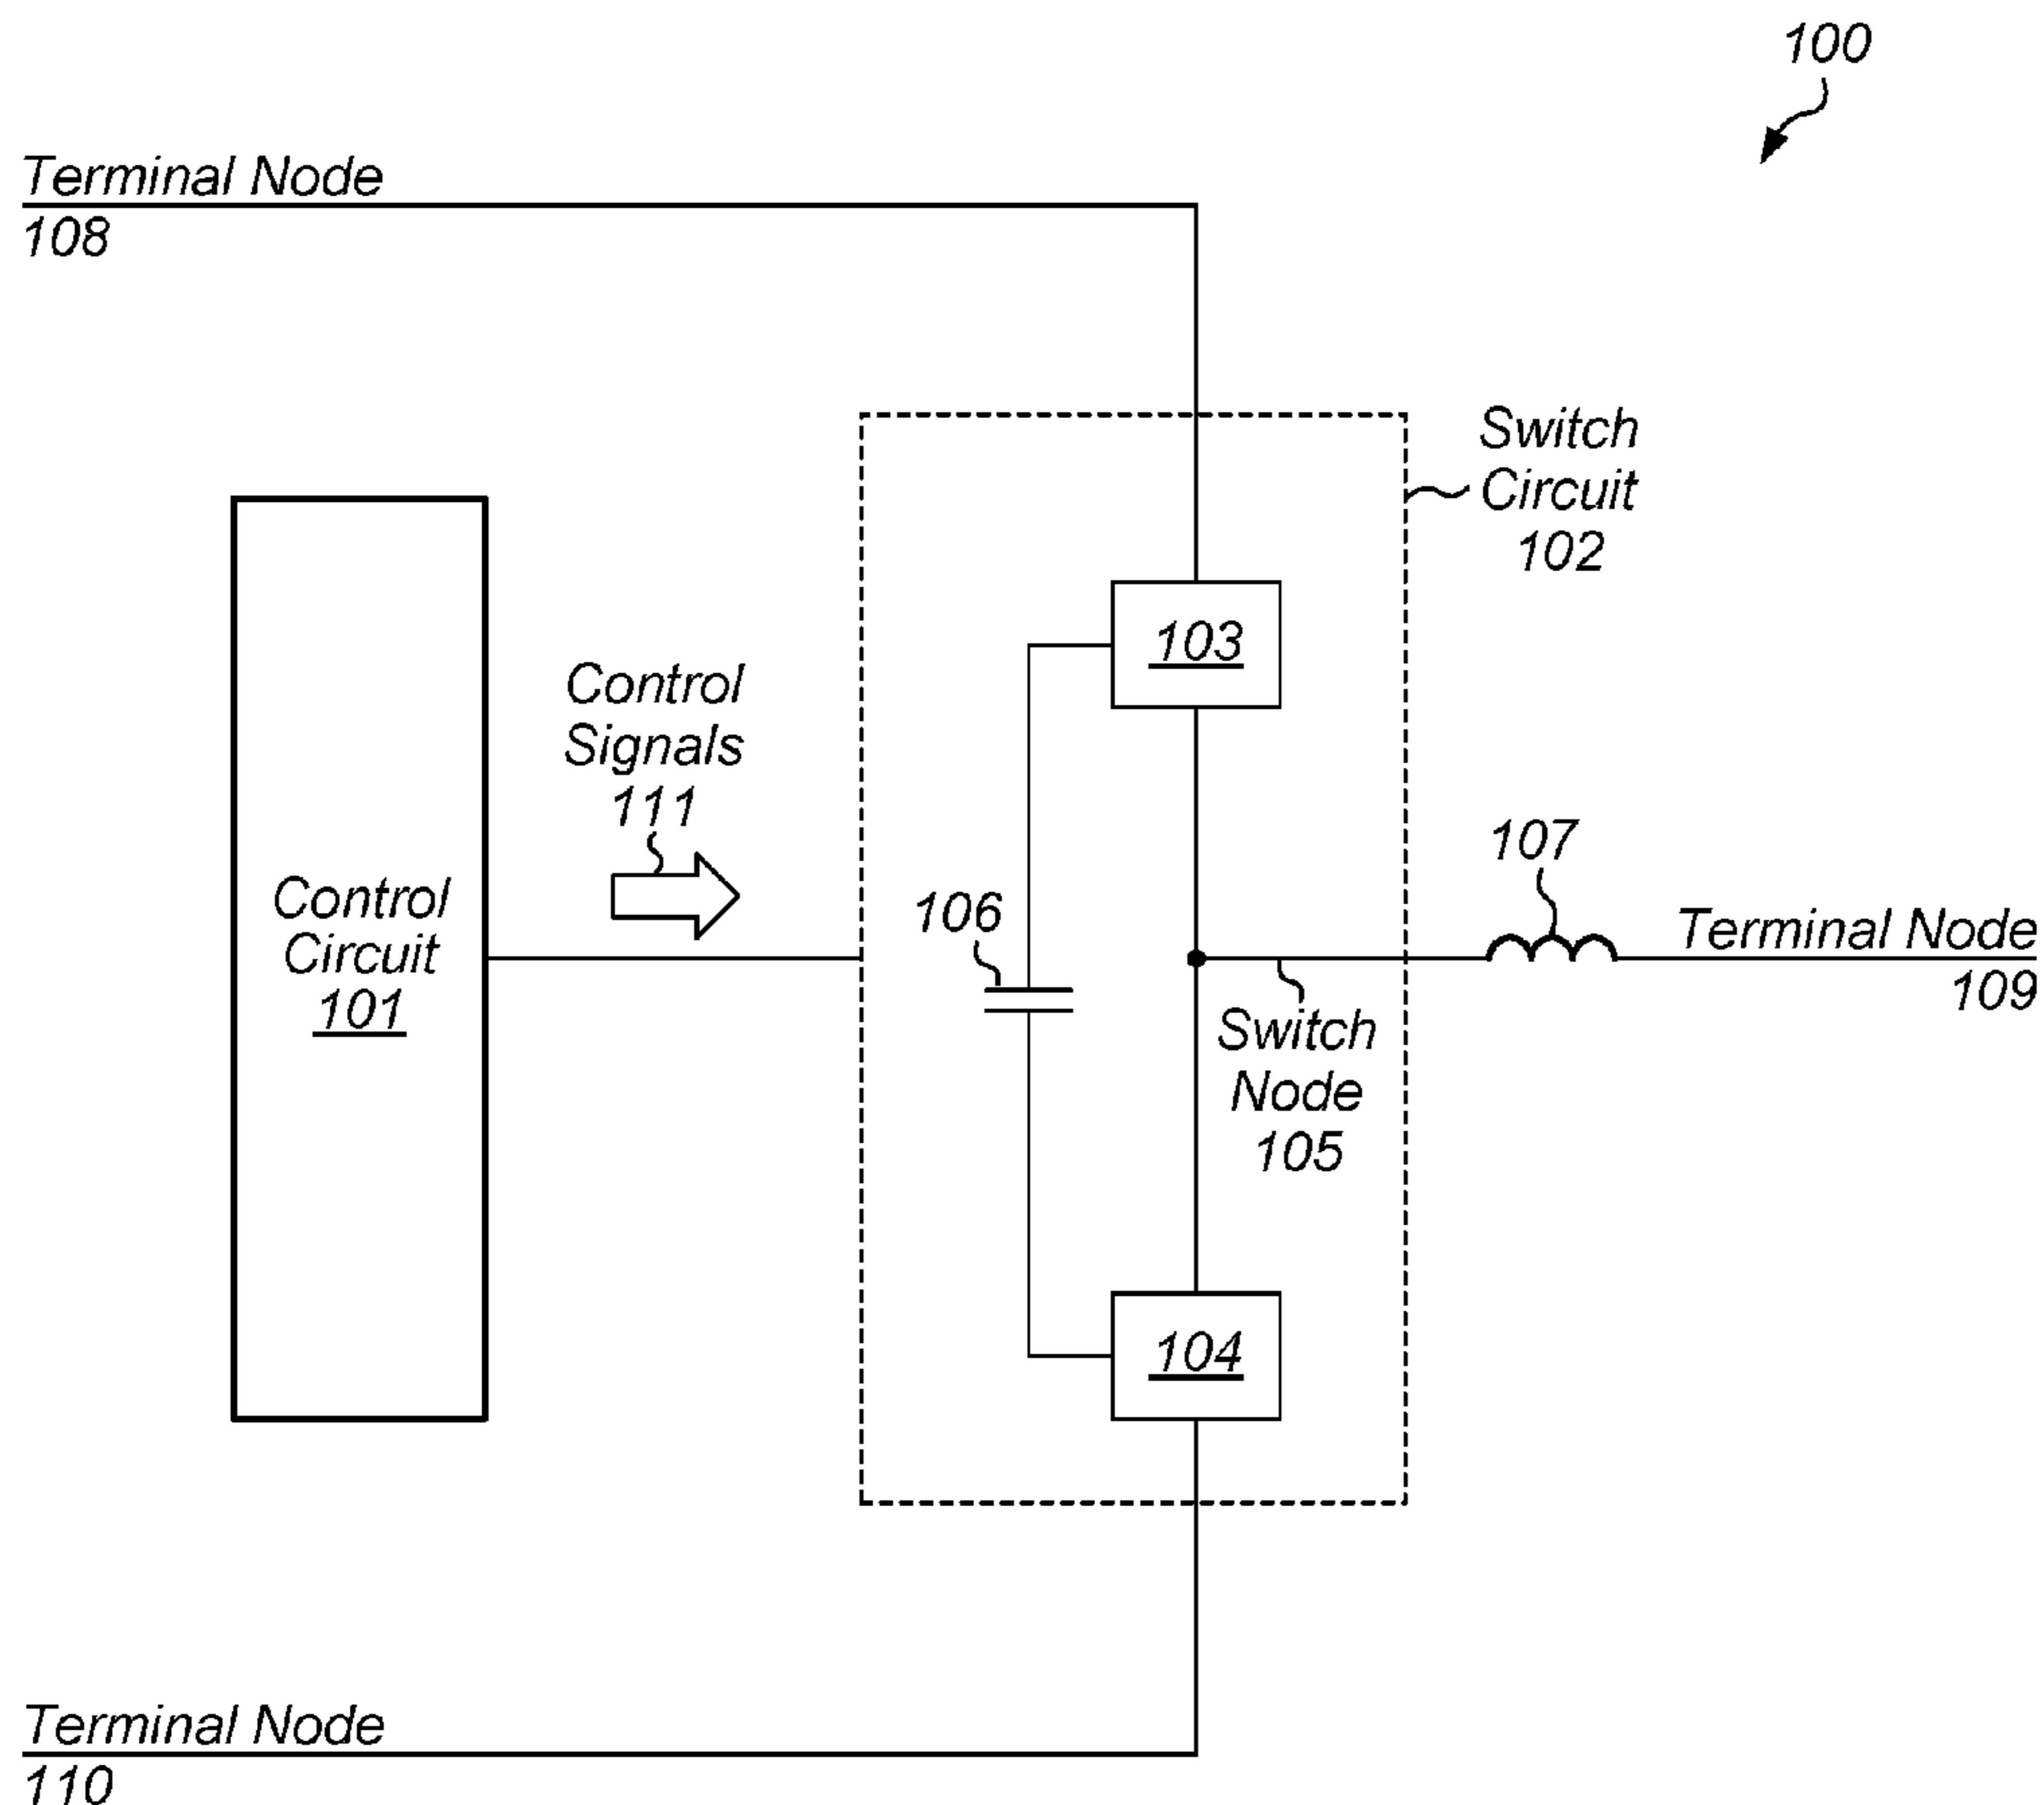 100
Terminal Node
108
Switch
Circuit
102
103
Control
Signals
111
107
Control
Circuit
101
106
Terminal Node
109
Switch
Node
105
104
Terminal Node
110